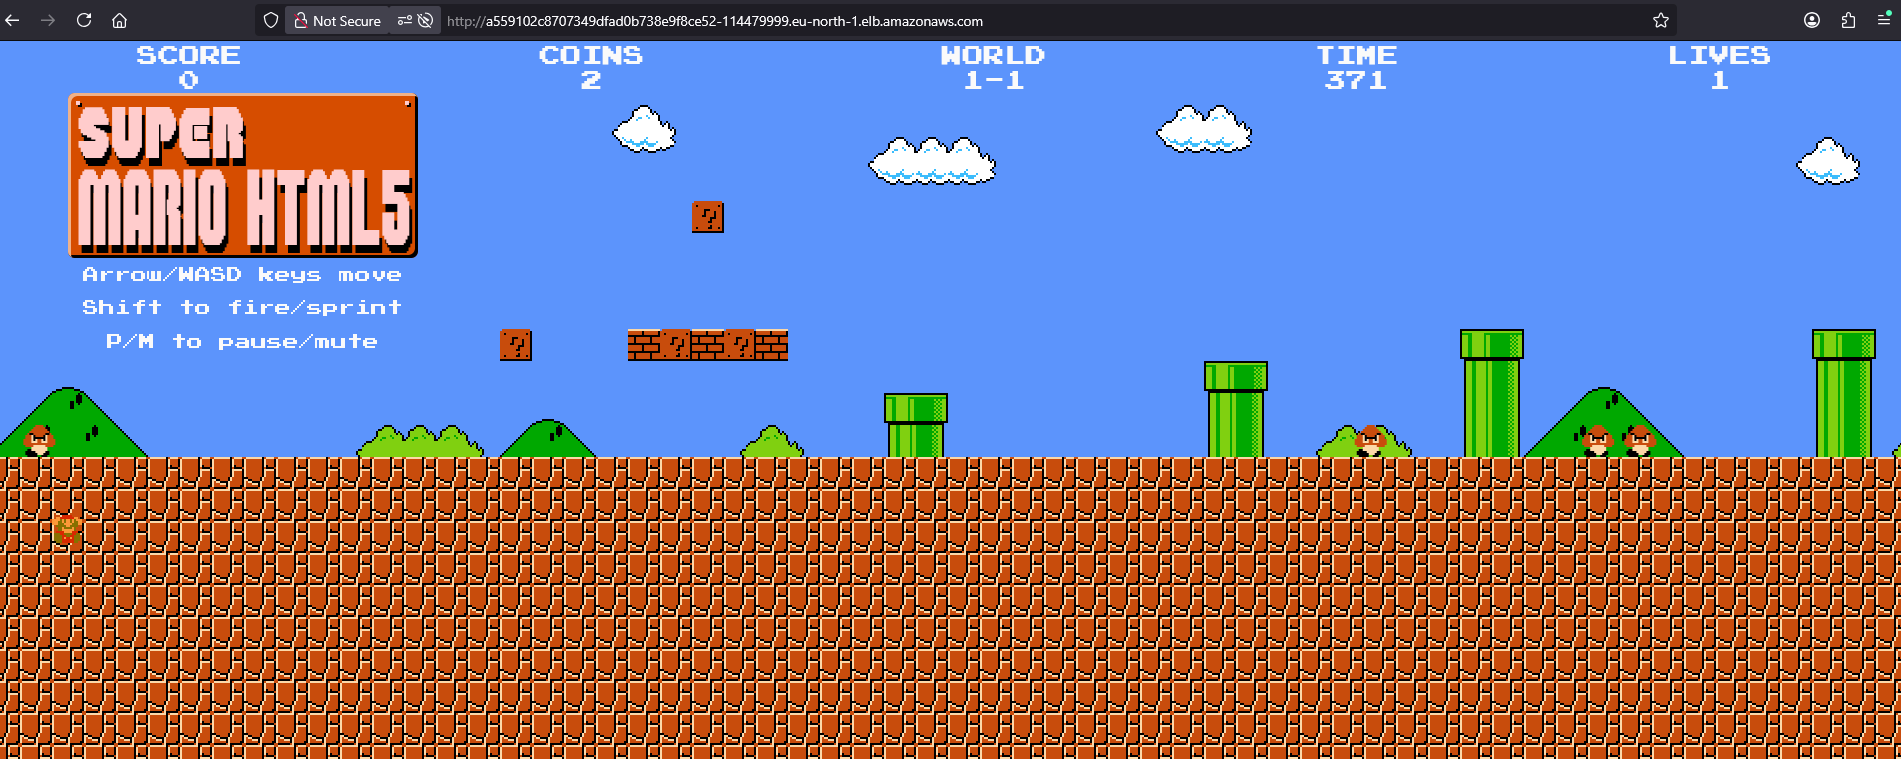 Not Secure
http://a559102c8707349dfad0b738e9f8ce52-114479999.eu-north-1.elb.amazonaws.com
SCORE COINS WORLD TIME LIVES
0 2 1-1 371 1
SUPER
MARIO HTML5
Arrow/WASD keys move
Shift to fire/sprint
P/M to pause/mute
?
? ? ?